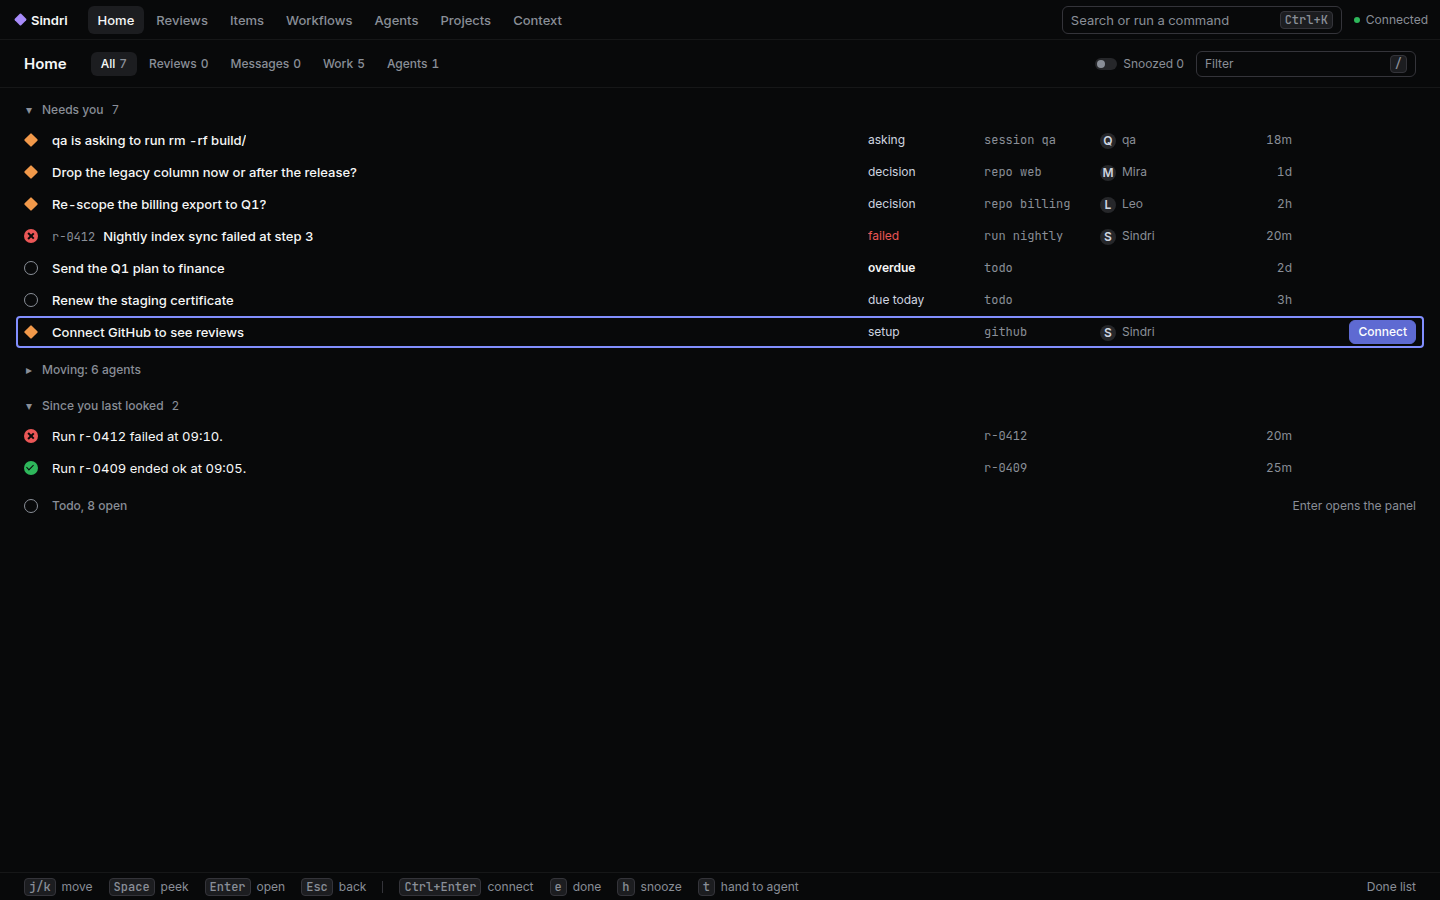 Sindri Home Reviews Items Workflows Agents Projects Context Search or run a command Ctrl+K Connected
Home All 7 Reviews 0 Messages 0 Work 5 Agents 1 Snoozed 0 Filter /
Needs you 7
qa is asking to run rm -rf build/ asking session qa Q qa 18m
Drop the legacy column now or after the release? decision repo web M Mira 1d
Re-scope the billing export to Q1? decision repo billing L Leo 2h
r-0412 Nightly index sync failed at step 3 failed run nightly S Sindri 20m
Send the Q1 plan to finance overdue todo 2d
Renew the staging certificate due today todo 3h
Connect GitHub to see reviews setup github S Sindri Connect
Moving: 6 agents
Since you last looked 2
Run r-0412 failed at 09:10. r-0412 20m
Run r-0409 ended ok at 09:05. r-0409 25m
Todo, 8 open Enter opens the panel
j/k move Space peek Enter open Esc back Ctrl+Enter connect e done h snooze t hand to agent Done list